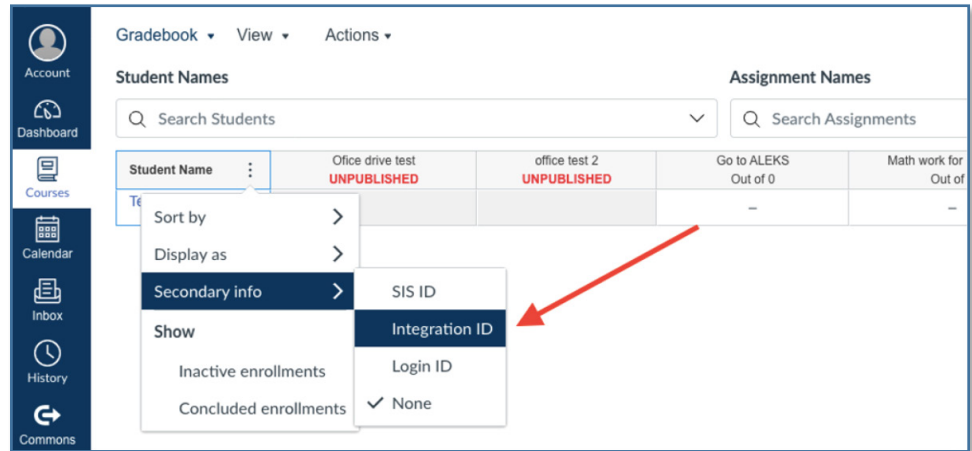 Account
Dashboard
Courses
Calendar
Inbox
History
Commons
Gradebook View Actions
Student Names
Assignment Names
Search Students
Search Assignments
Student Name
Ofice drive test
UNPUBLISHED
office test 2
UNPUBLISHED
Go to ALEKS
Out of 0
Math work for
Out of
–
–
Sort by
Display as
Secondary info
Show
Inactive enrollments
Concluded enrollments
SIS ID
Integration ID
Login ID
None